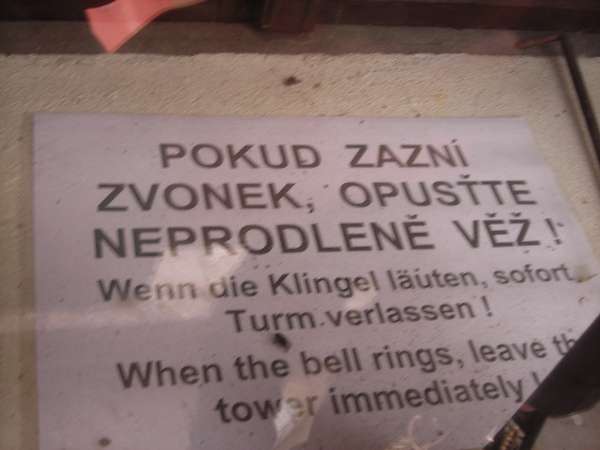 POKUD ZAZNÍ
ZVONEK, OPUSŤTE
NEPRODLENĚ VĚŽ !
Wenn die Klingel läuten, sofort
Turm verlassen !
When the bell rings, leave th
tower immediately !